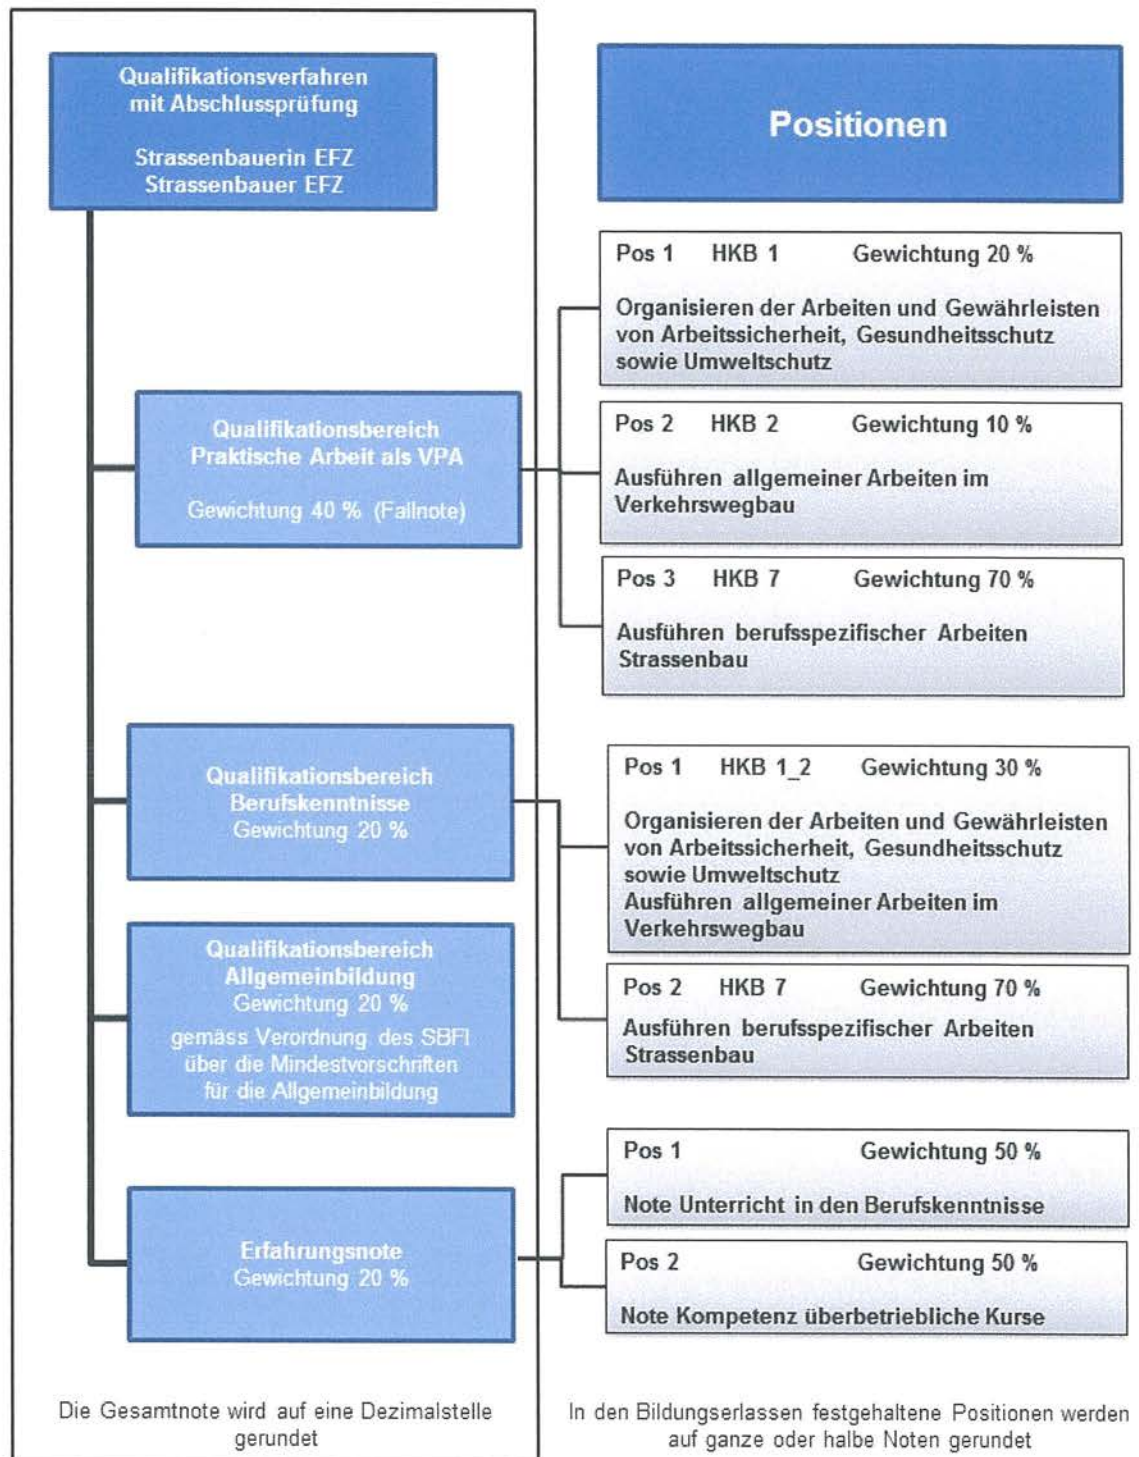 Qualifikationsverfahren
mit Abschlussprüfung
Strassenbauerin EFZ
Strassenbauer EFZ
Positionen
Qualifikationsbereich
Praktische Arbeit als VPA
Gewichtung 40 % (Fallnote)
Pos 1 HKB 1 Gewichtung 20 %
Organisieren der Arbeiten und Gewährleisten
von Arbeitssicherheit, Gesundheitsschutz
sowie Umweltschutz
Pos 2 HKB 2 Gewichtung 10 %
Ausführen allgemeiner Arbeiten im
Verkehrswegbau
Pos 3 HKB 7 Gewichtung 70 %
Ausführen berufsspezifischer Arbeiten
Strassenbau
Qualifikationsbereich
Berufskenntnisse
Gewichtung 20 %
Pos 1 HKB 1_2 Gewichtung 30 %
Organisieren der Arbeiten und Gewährleisten
von Arbeitssicherheit, Gesundheitsschutz
sowie Umweltschutz
Ausführen allgemeiner Arbeiten im
Verkehrswegbau
Pos 2 HKB 7 Gewichtung 70 %
Ausführen berufsspezifischer Arbeiten
Strassenbau
Qualifikationsbereich
Allgemeinbildung
Gewichtung 20 %
gemäss Verordnung des SBFI
über die Mindestvorschriften
für die Allgemeinbildung
Erfahrungsnote
Gewichtung 20 %
Pos 1 Gewichtung 50 %
Note Unterricht in den Berufskenntnisse
Pos 2 Gewichtung 50 %
Note Kompetenz überbetriebliche Kurse
Die Gesamtnote wird auf eine Dezimalstelle
gerundet
In den Bildungserlassen festgehaltene Positionen werden
auf ganze oder halbe Noten gerundet